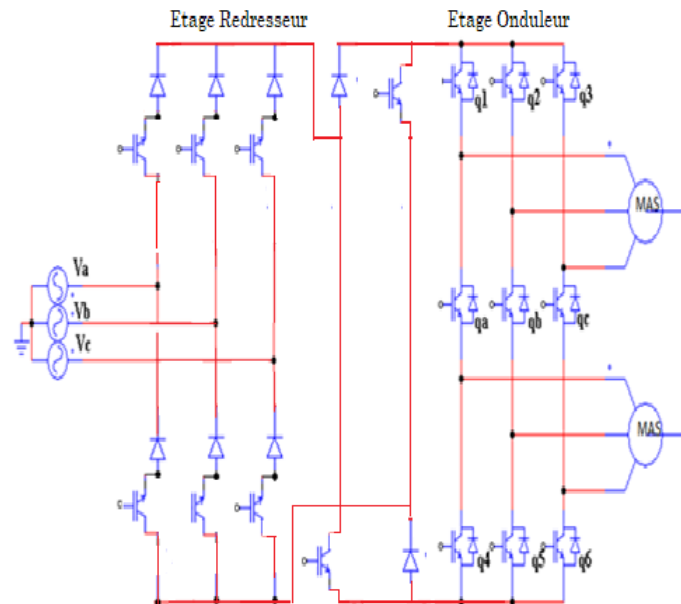 Etage Redresseur
Etage Onduleur
q1
q2
q3
MAS
Va
Vb
Vc
qa
qb
qc
MAS
q4
q5
q6